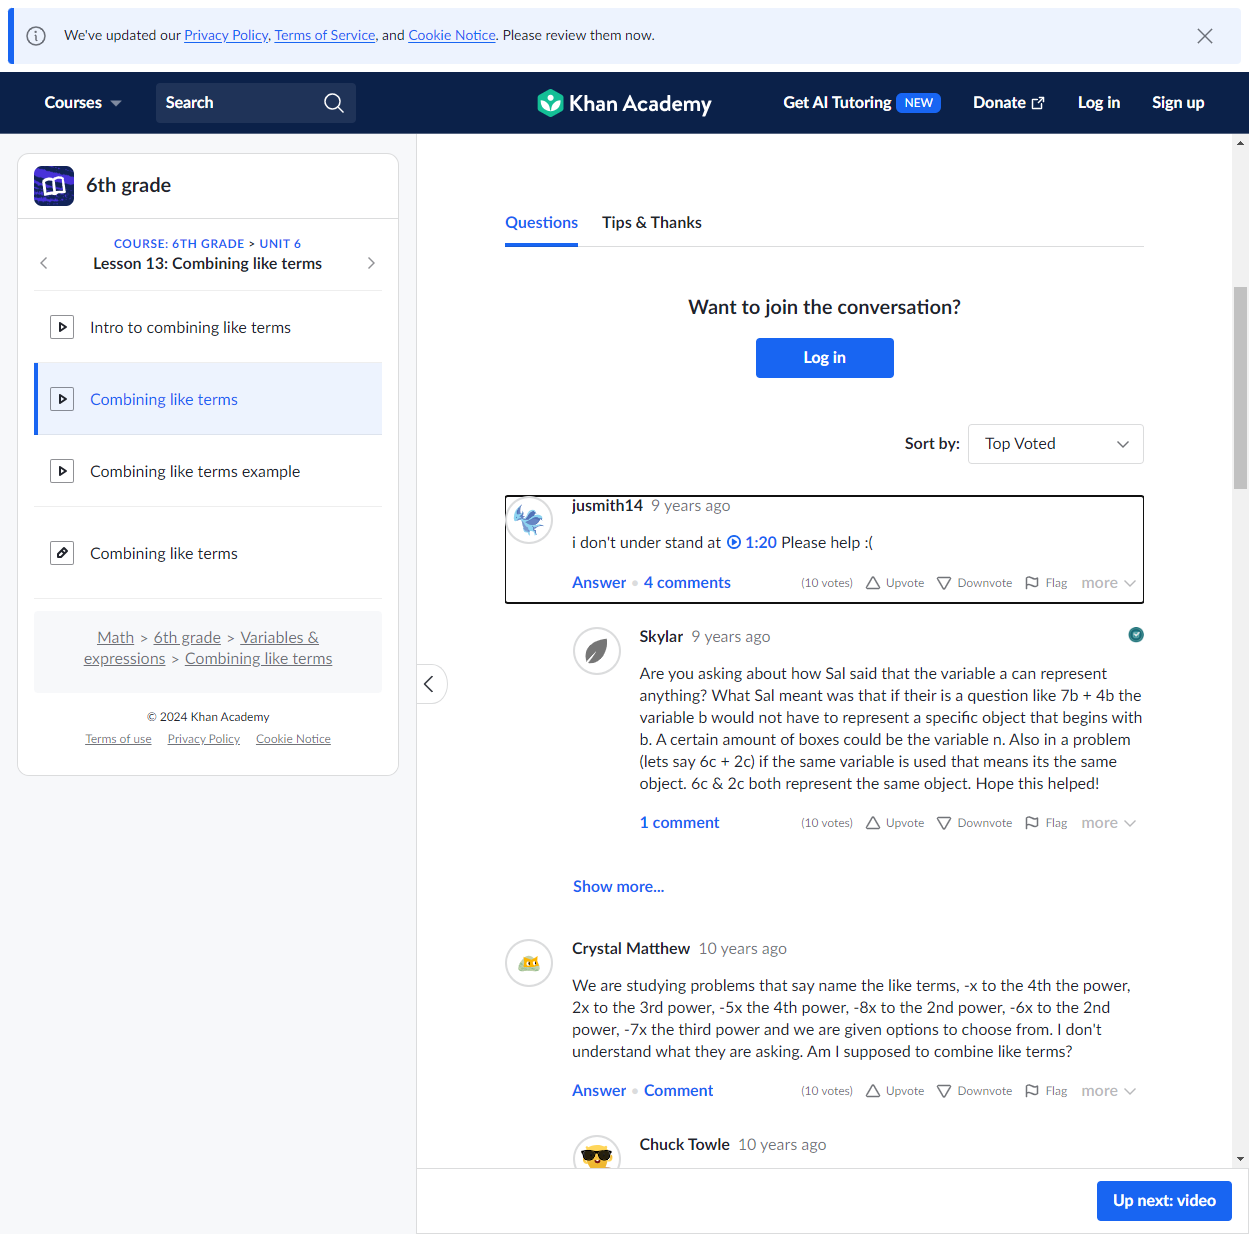 We've updated our Privacy Policy, Terms of Service, and Cookie Notice. Please review them now.
Courses
Search
Khan Academy
Get AI Tutoring NEW
Donate
Log in
Sign up
6th grade
COURSE: 6TH GRADE > UNIT 6
Lesson 13: Combining like terms
Intro to combining like terms
Combining like terms
Combining like terms example
Combining like terms
Math > 6th grade > Variables &
expressions > Combining like terms
© 2024 Khan Academy
Terms of use Privacy Policy Cookie Notice
Questions Tips & Thanks
Want to join the conversation?
Log in
Sort by: Top Voted
jusmith14 9 years ago
i don't under stand at 1:20 Please help :(
Answer • 4 comments (10 votes) Upvote Downvote Flag more
Skylar 9 years ago
Are you asking about how Sal said that the variable a can represent
anything? What Sal meant was that if their is a question like 7b + 4b the
variable b would not have to represent a specific object that begins with
b. A certain amount of boxes could be the variable n. Also in a problem
(lets say 6c + 2c) if the same variable is used that means its the same
object. 6c & 2c both represent the same object. Hope this helped!
1 comment (10 votes) Upvote Downvote Flag more
Show more...
Crystal Matthew 10 years ago
We are studying problems that say name the like terms, -x to the 4th the power,
2x to the 3rd power, -5x the 4th power, -8x to the 2nd power, -6x to the 2nd
power, -7x the third power and we are given options to choose from. I don't
understand what they are asking. Am I supposed to combine like terms?
Answer • Comment (10 votes) Upvote Downvote Flag more
Chuck Towle 10 years ago
Up next: video